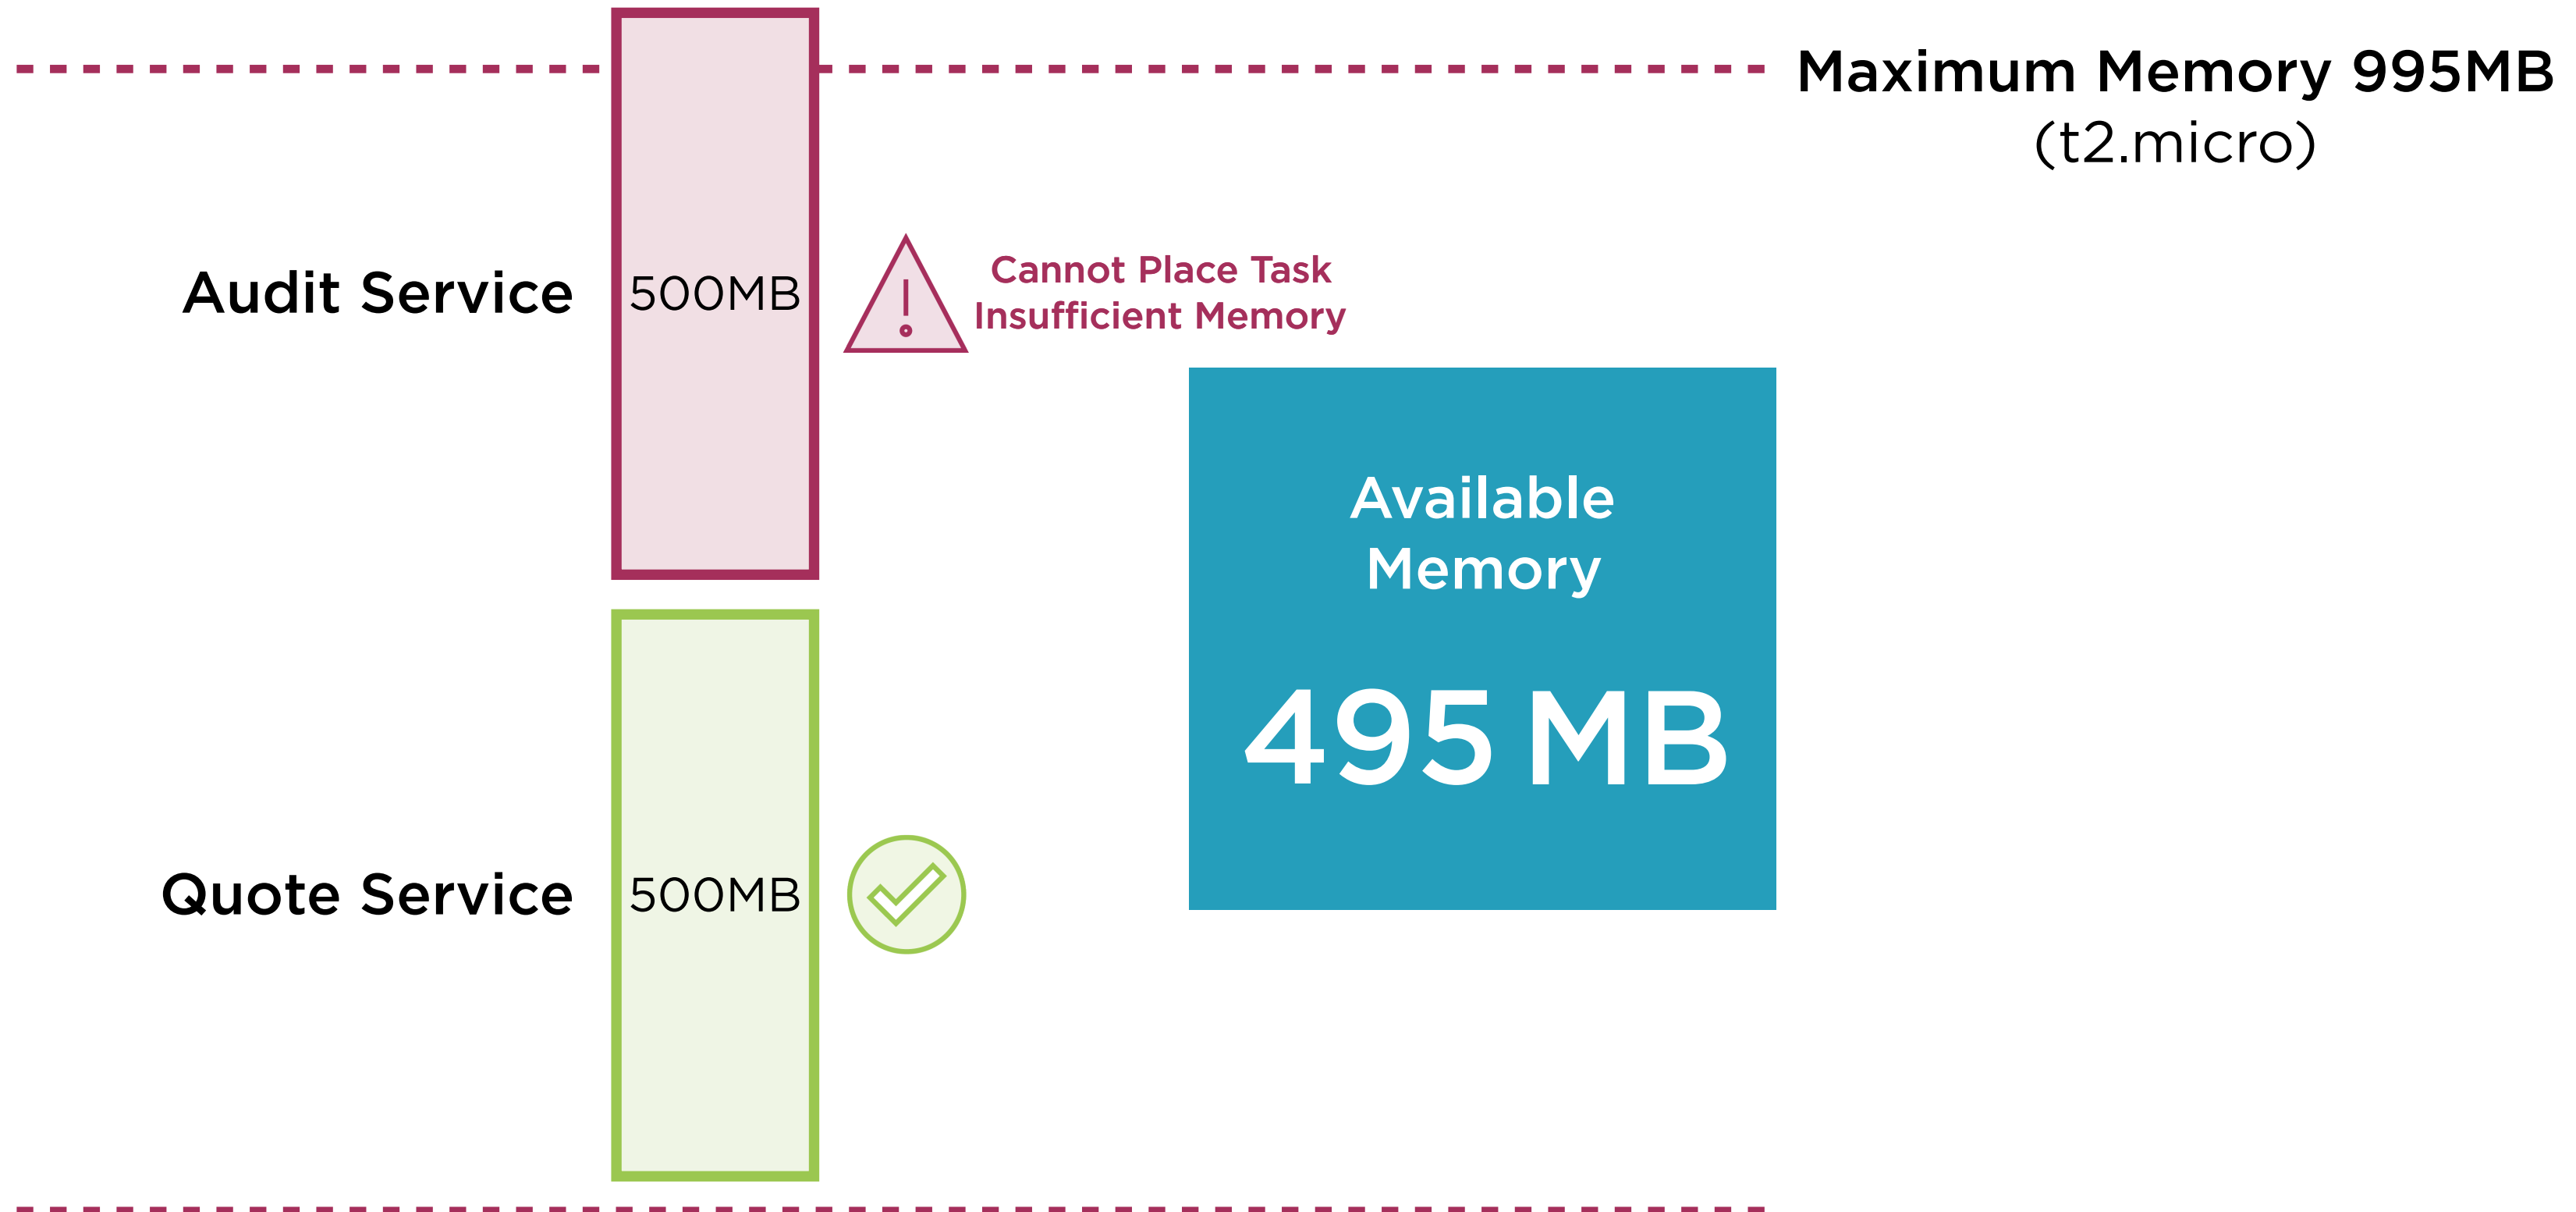 Maximum Memory 995MB
(t2.micro)
Audit Service
500MB
Cannot Place Task
Insufficient Memory
Available
Memory
495 MB
Quote Service
500MB